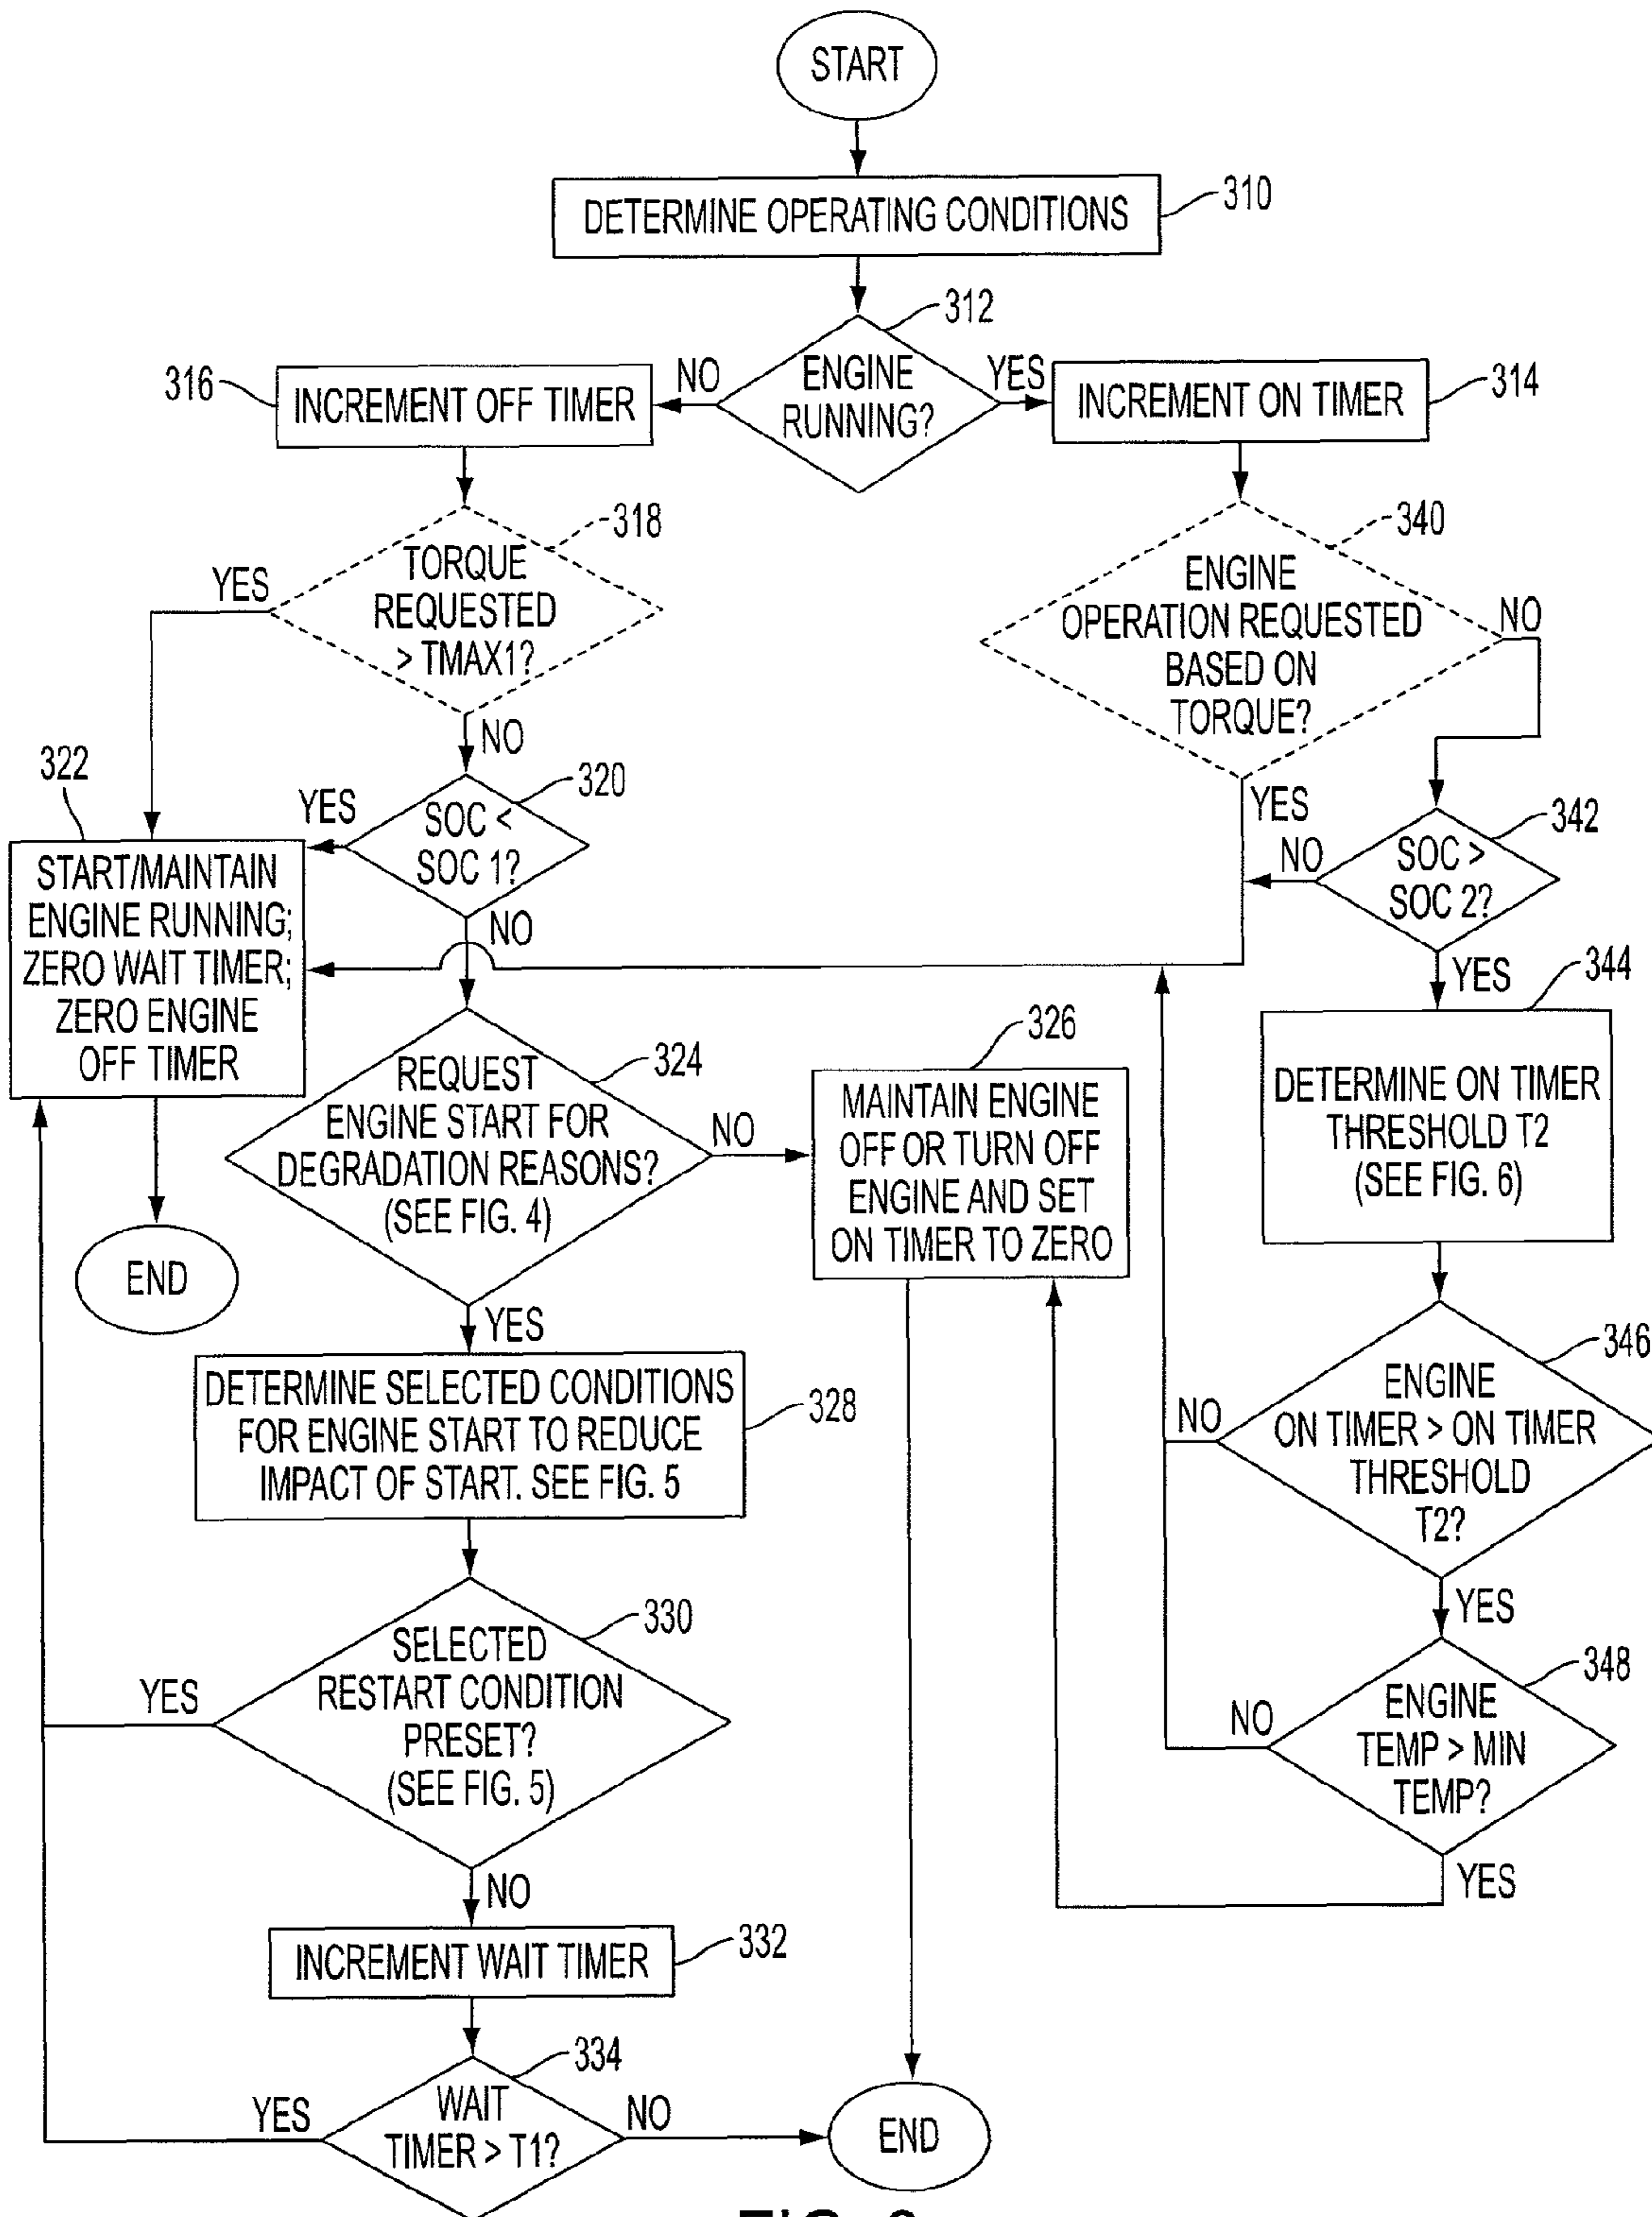 START
DETERMINE OPERATING CONDITIONS
310
312
ENGINE
RUNNING?
NO
YES
316
INCREMENT OFF TIMER
INCREMENT ON TIMER
314
318
TORQUE
REQUESTED
> TMAX1?
YES
NO
340
ENGINE
OPERATION REQUESTED
BASED ON
TORQUE?
NO
YES
322
START/MAINTAIN
ENGINE RUNNING;
ZERO WAIT TIMER;
ZERO ENGINE
OFF TIMER
END
320
SOC <
SOC 1?
YES
NO
342
SOC >
SOC 2?
NO
YES
344
DETERMINE ON TIMER
THRESHOLD T2
(SEE FIG. 6)
324
REQUEST
ENGINE START FOR
DEGRADATION REASONS?
(SEE FIG. 4)
NO
YES
326
MAINTAIN ENGINE
OFF OR TURN OFF
ENGINE AND SET
ON TIMER TO ZERO
346
ENGINE
ON TIMER > ON TIMER
THRESHOLD
T2?
NO
YES
328
DETERMINE SELECTED CONDITIONS
FOR ENGINE START TO REDUCE
IMPACT OF START. SEE FIG. 5
330
SELECTED
RESTART CONDITION
PRESET?
(SEE FIG. 5)
YES
NO
348
ENGINE
TEMP > MIN
TEMP?
NO
YES
332
INCREMENT WAIT TIMER
334
WAIT
TIMER > T1?
YES
NO
END